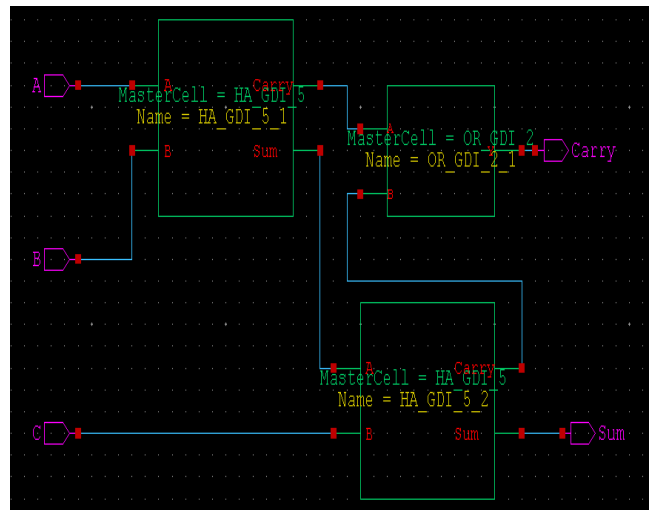 A
A Carry
MasterCell = HA_GDI_5
Name = HA_GDI_5_1
B Sum
A
MasterCell = OR_GDI_2
Name = OR_GDI_2_1
Carry
B
B
A Carry
MasterCell = HA_GDI_5
Name = HA_GDI_5_2
C
B Sum
Sum